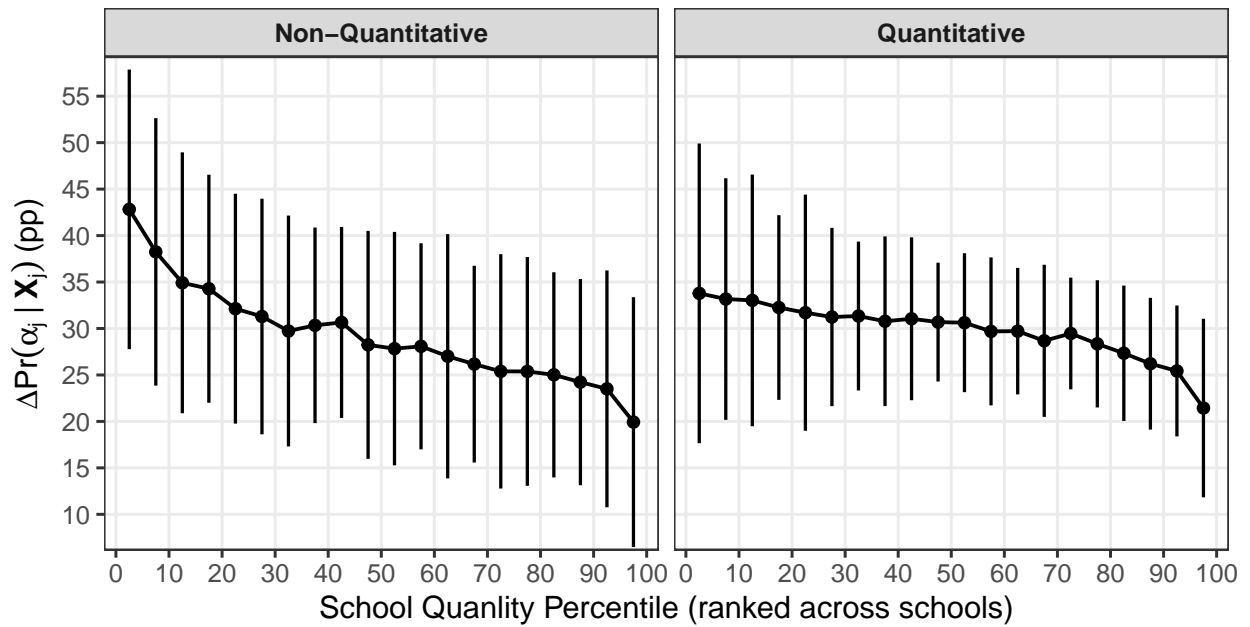 Non−Quantitative
Quantitative
ΔPr(αj | Xj) (pp)
55
50
45
40
35
30
25
20
15
10
0 10 20 30 40 50 60 70 80 90 100 0 10 20 30 40 50 60 70 80 90 100
School Quanlity Percentile (ranked across schools)